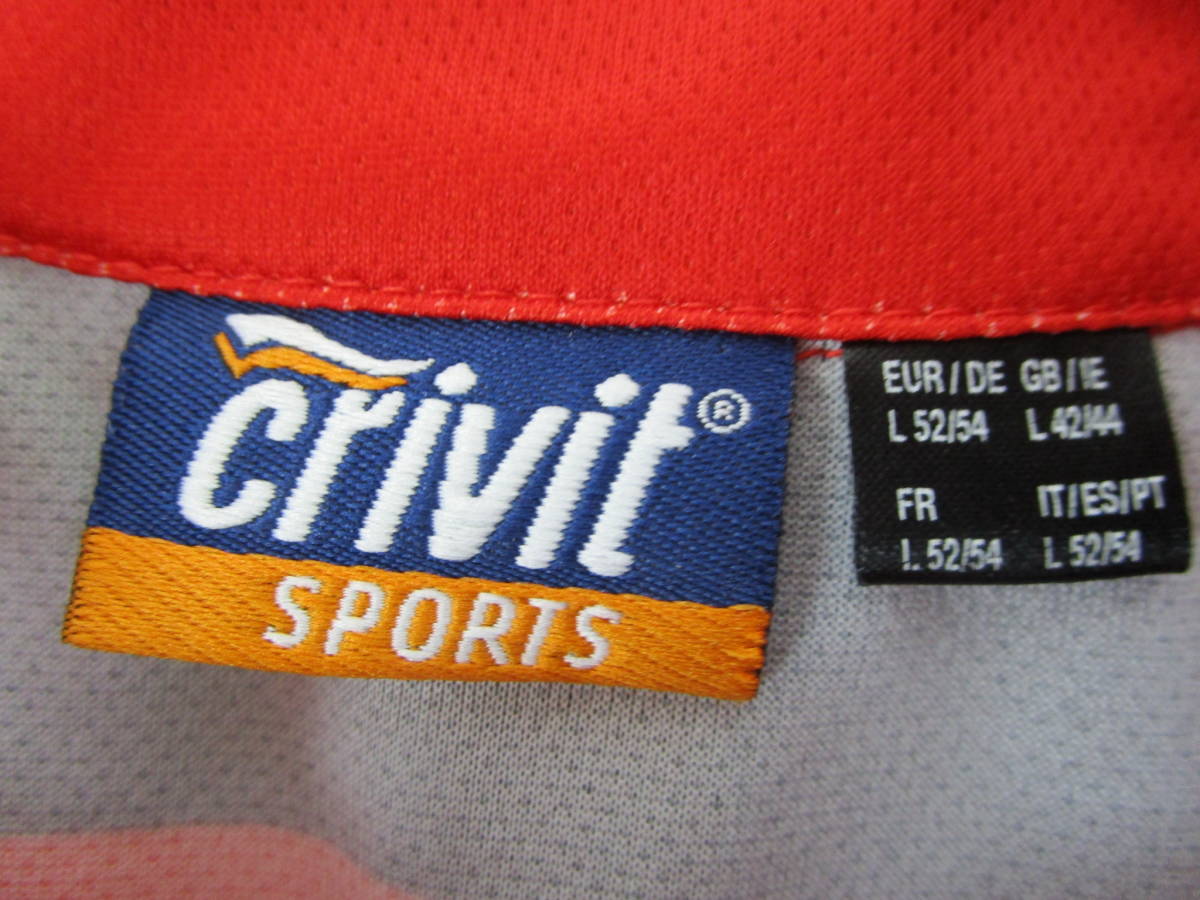 crivit®
SPORTS
EUR/DE GB/IE
L 52/54 L 42/44
FR IT/ES/PT
L 52/54 L 52/54